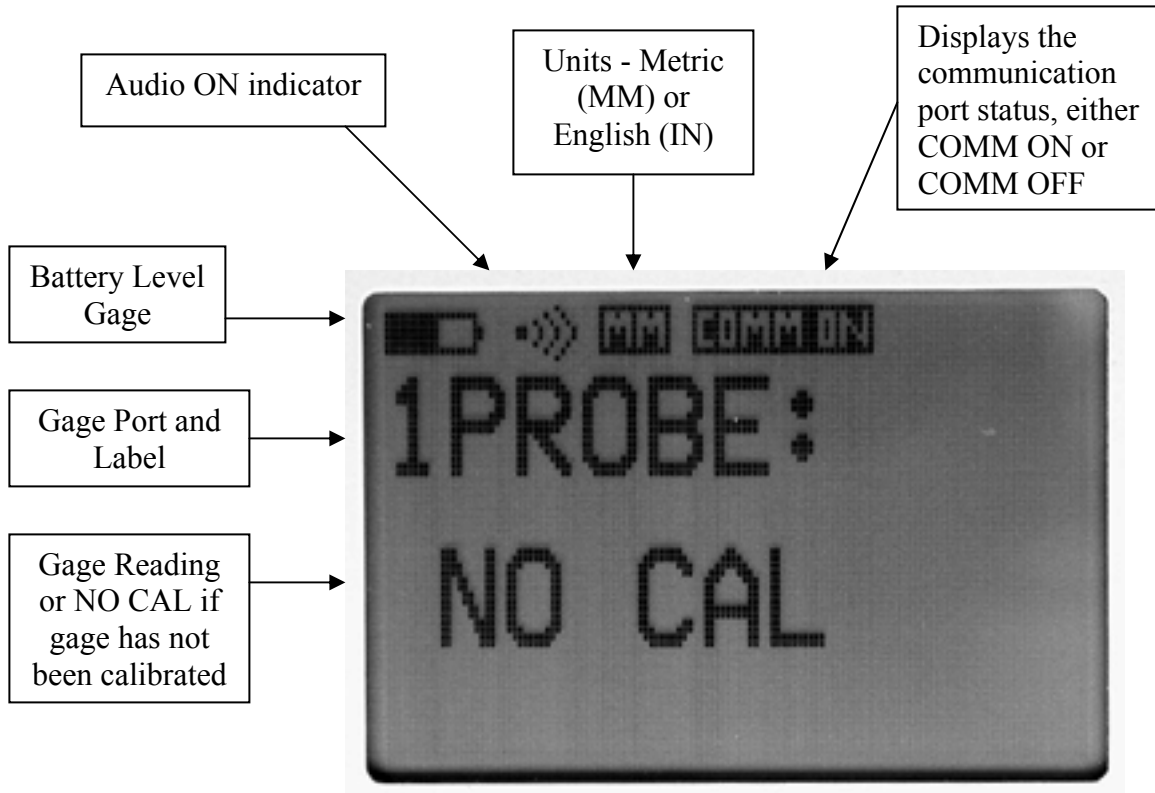 Audio ON indicator
Units - Metric
(MM) or
English (IN)
Displays the
communication
port status, either
COMM ON or
COMM OFF
Battery Level
Gage
Gage Port and
Label
Gage Reading
or NO CAL if
gage has not
been calibrated
MM COMM ON
1PROBE:
NO CAL